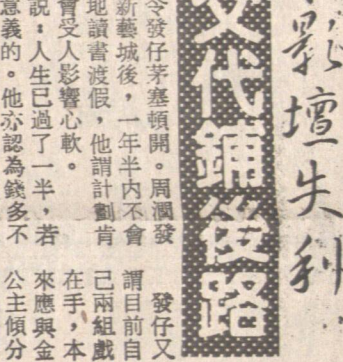 影壇失利
代鋪後路
令發仔茅塞頓開。周潤發
新藝城後，一年半內不會
地讀書渡假，他謂計劃肯
會受人影響心軟。
說：人生已過了一半，若
意義的。他亦認為錢多不
發仔又
謂目前自
己兩組戲
在手，本
來應與金
公主傾分